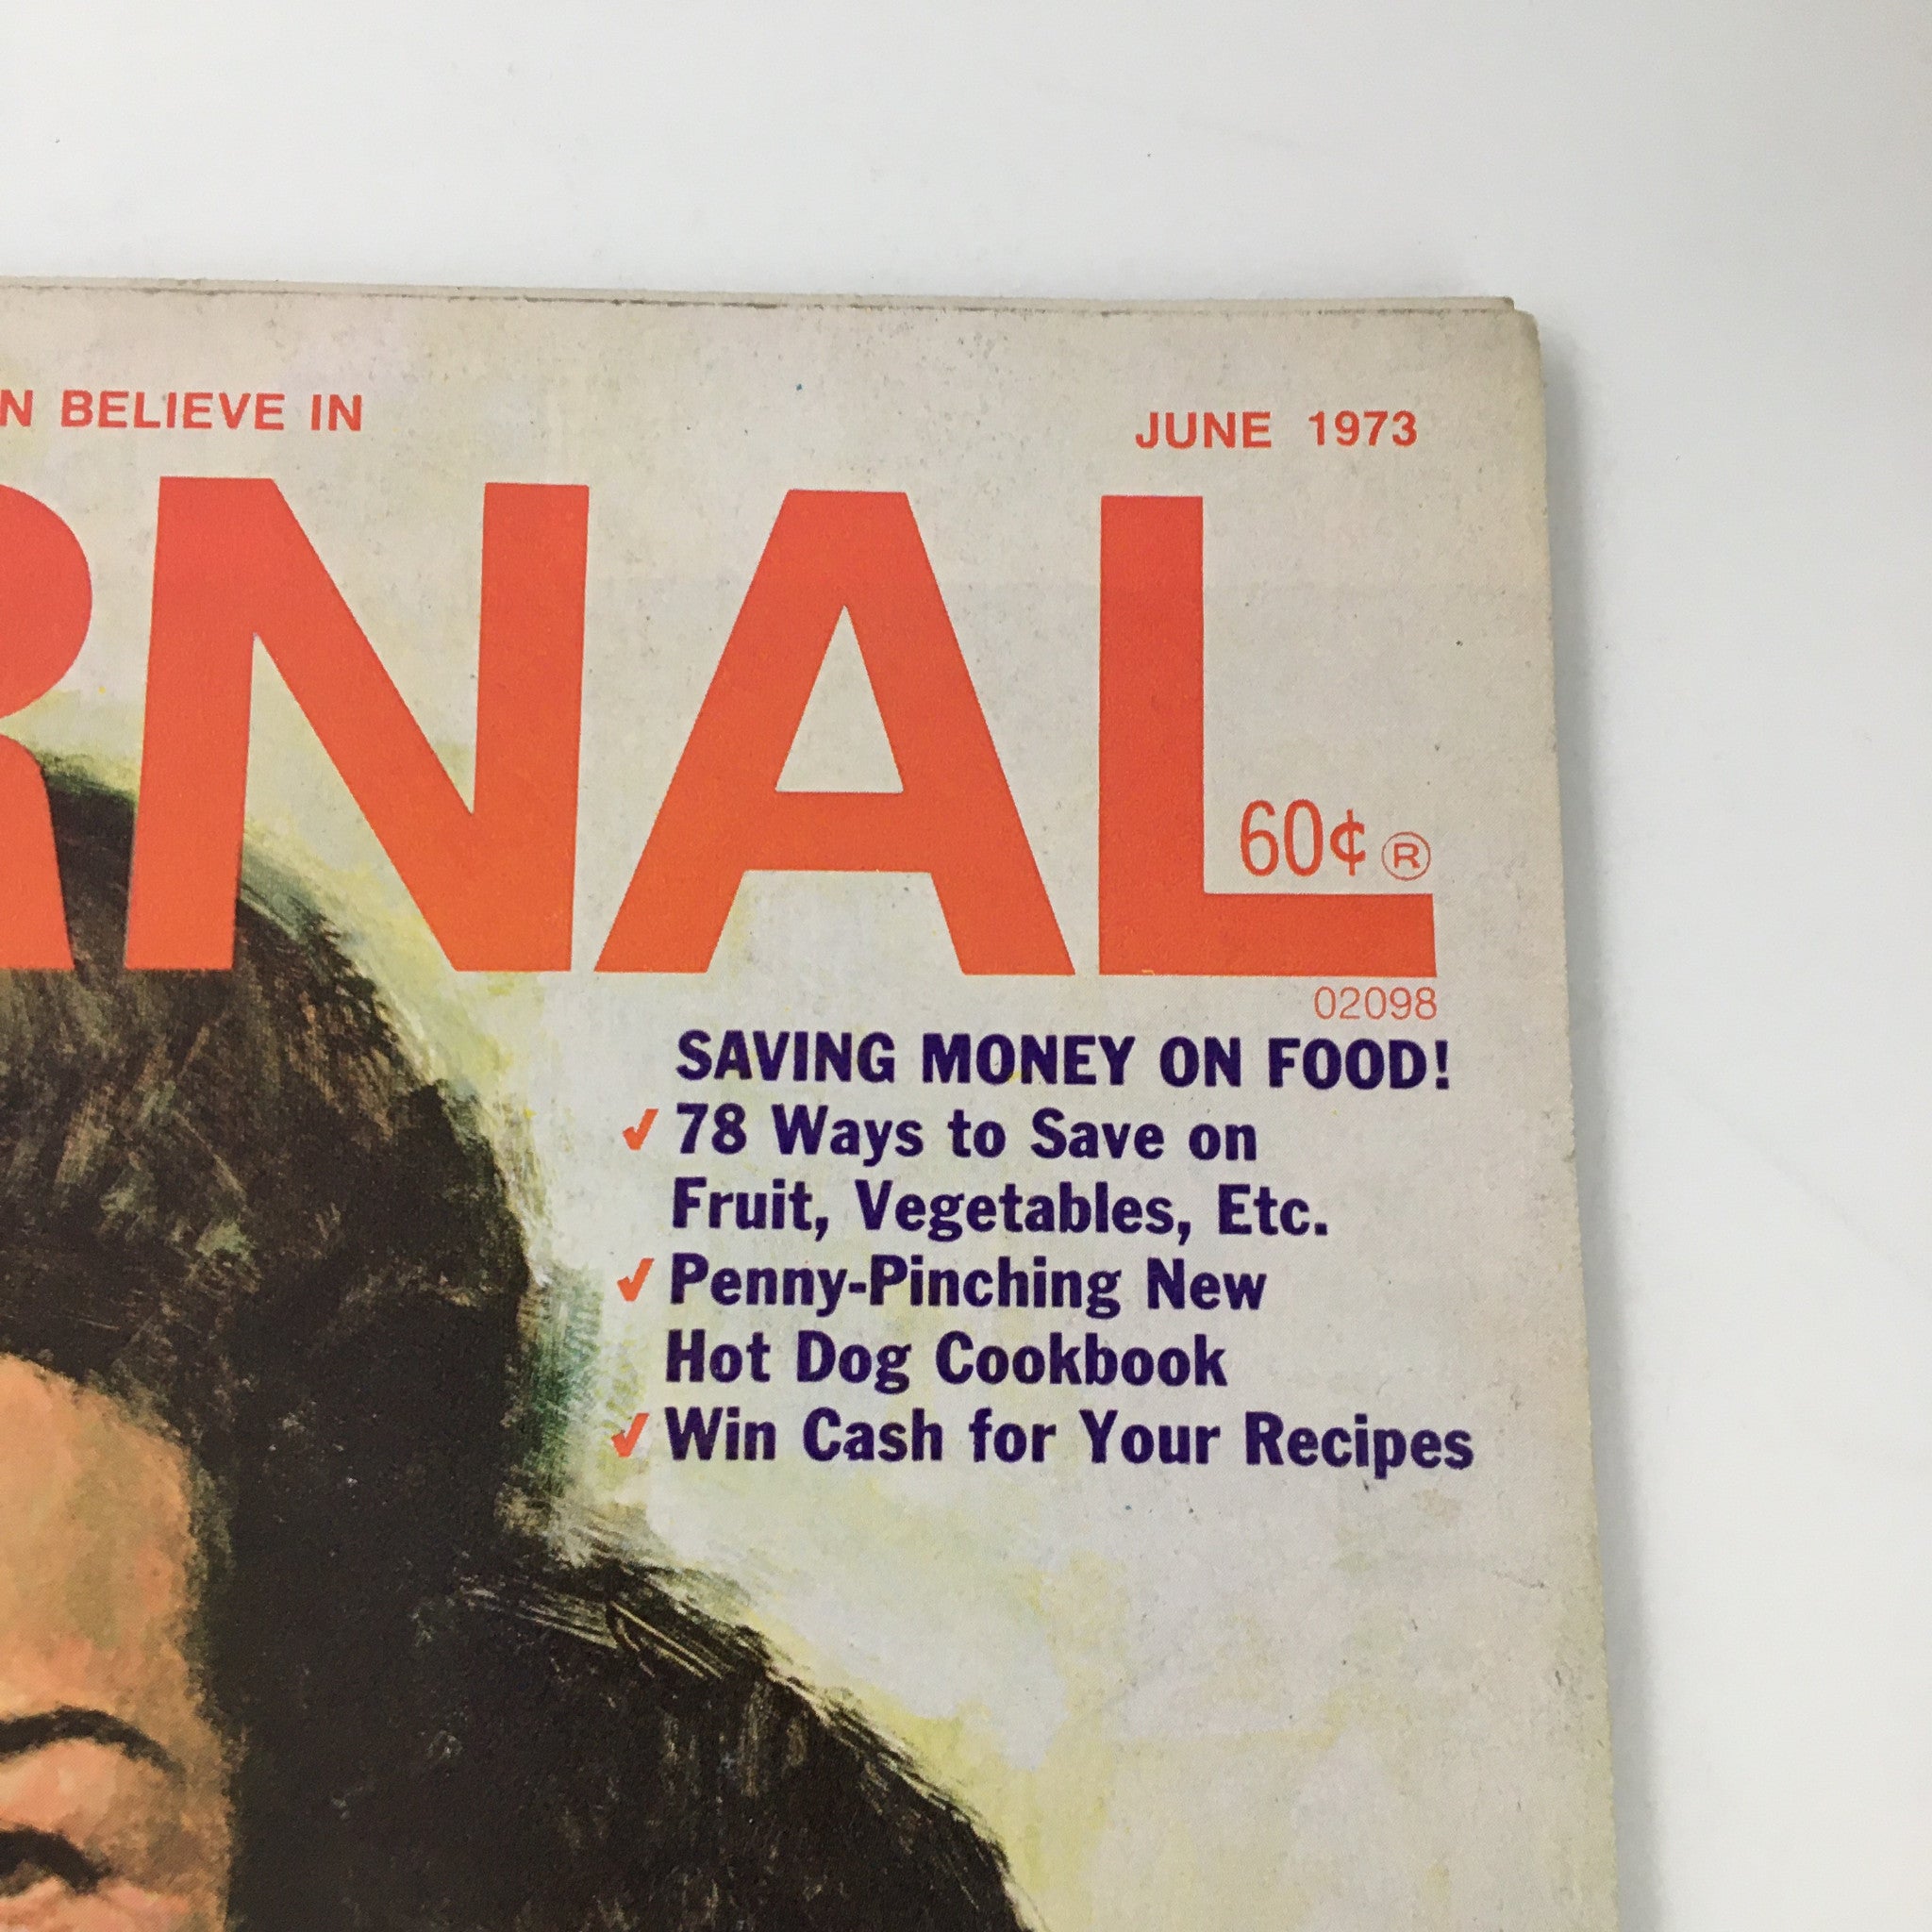 N BELIEVE IN
JUNE 1973
RNAL
60¢ ®
02098
SAVING MONEY ON FOOD!
✓ 78 Ways to Save on
Fruit, Vegetables, Etc.
✓ Penny-Pinching New
Hot Dog Cookbook
✓ Win Cash for Your Recipes